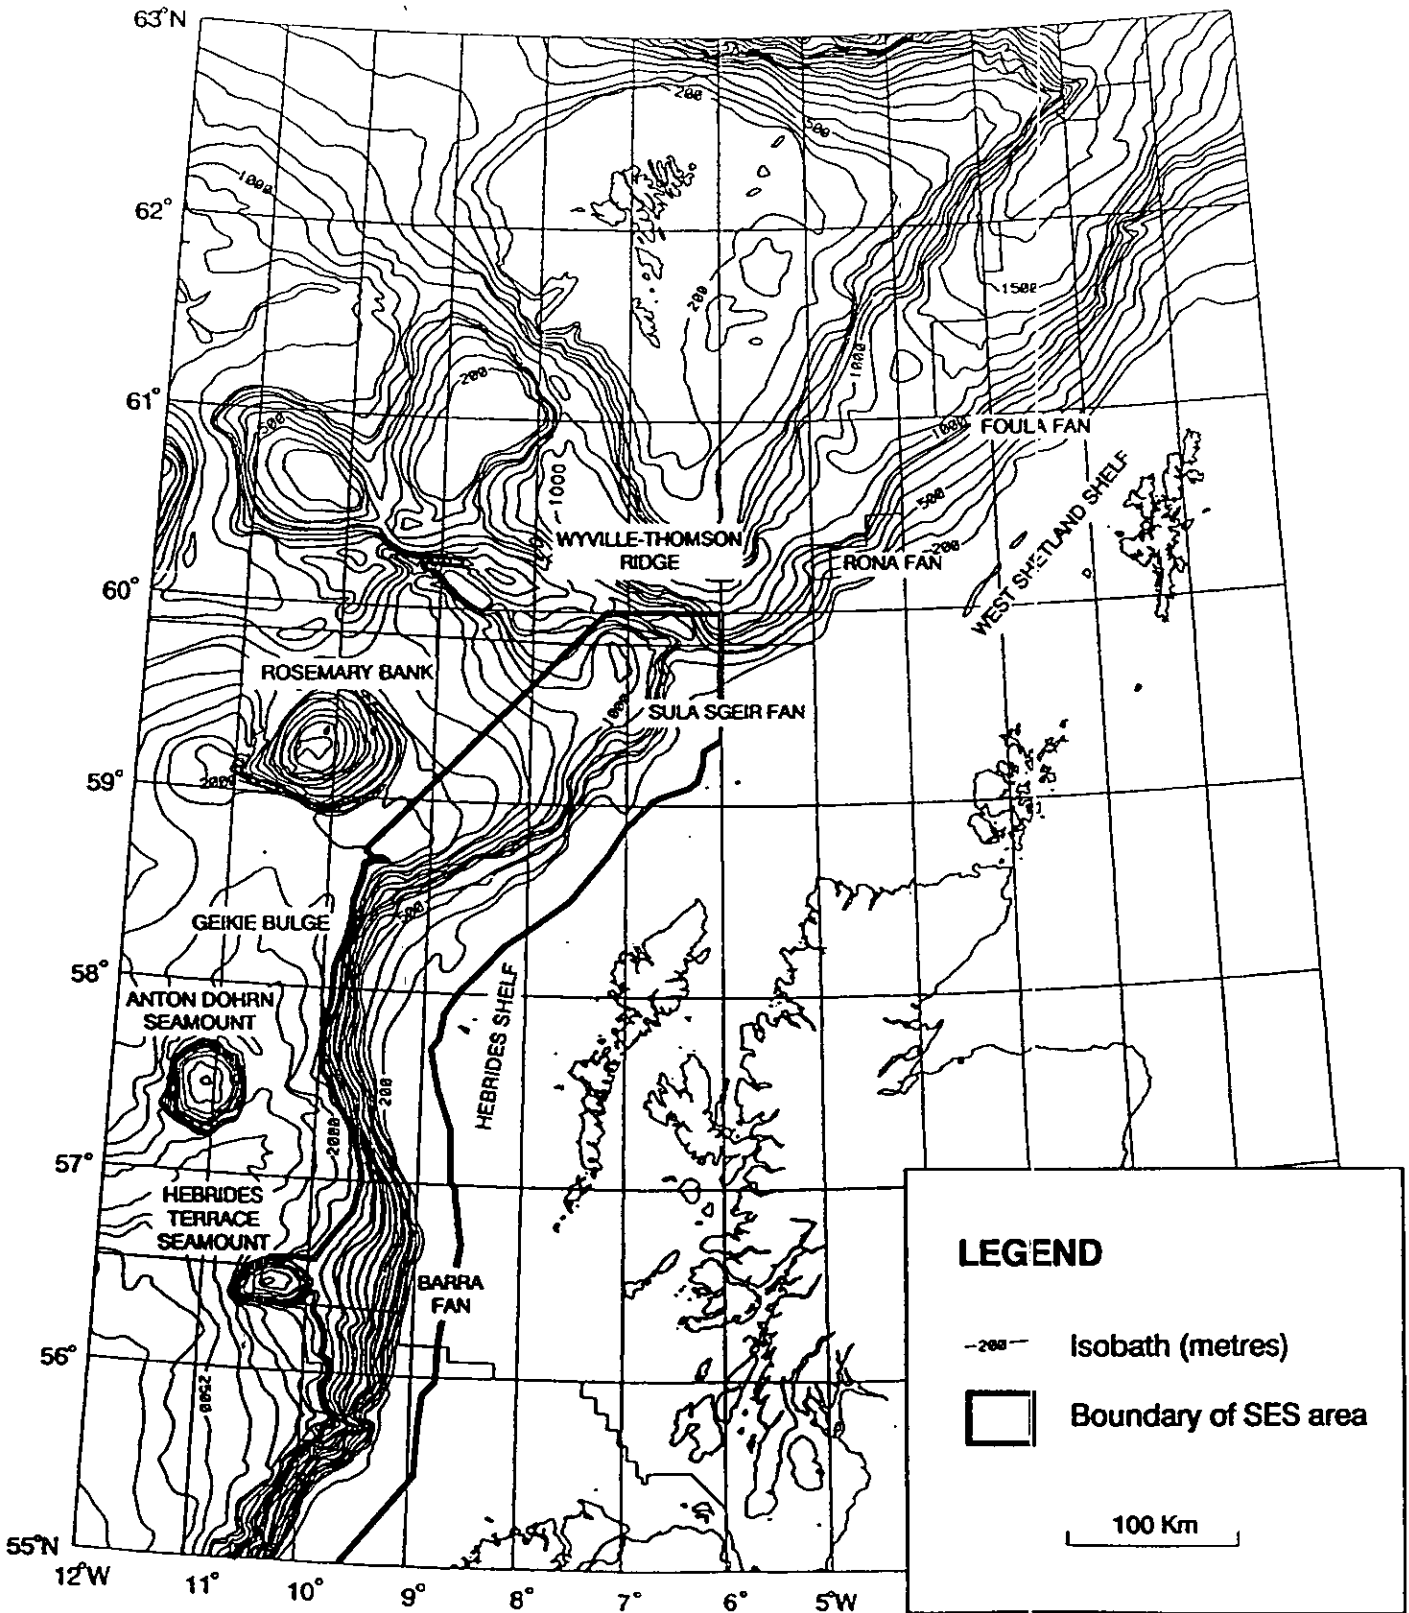 63°N
200
500
1000
62°
200
1500
1000
200
61°
500
1000
FOULA FAN
1000
500
WYVILLE-THOMSON
RIDGE
200
RONA FAN
WEST SHETLAND SHELF
60°
ROSEMARY BANK
1000
SULA SGEIR FAN
59°
2000
500
GEIKIE BULGE
58°
HEBRIDES SHELF
ANTON DOHRN
SEAMOUNT
200
2000
57°
HEBRIDES
TERRACE
SEAMOUNT
BARRA
FAN
56°
2500
LEGEND
-200- Isobath (metres)
Boundary of SES area
100 Km
55°N
12°W 11° 10° 9° 8° 7° 6° 5°W